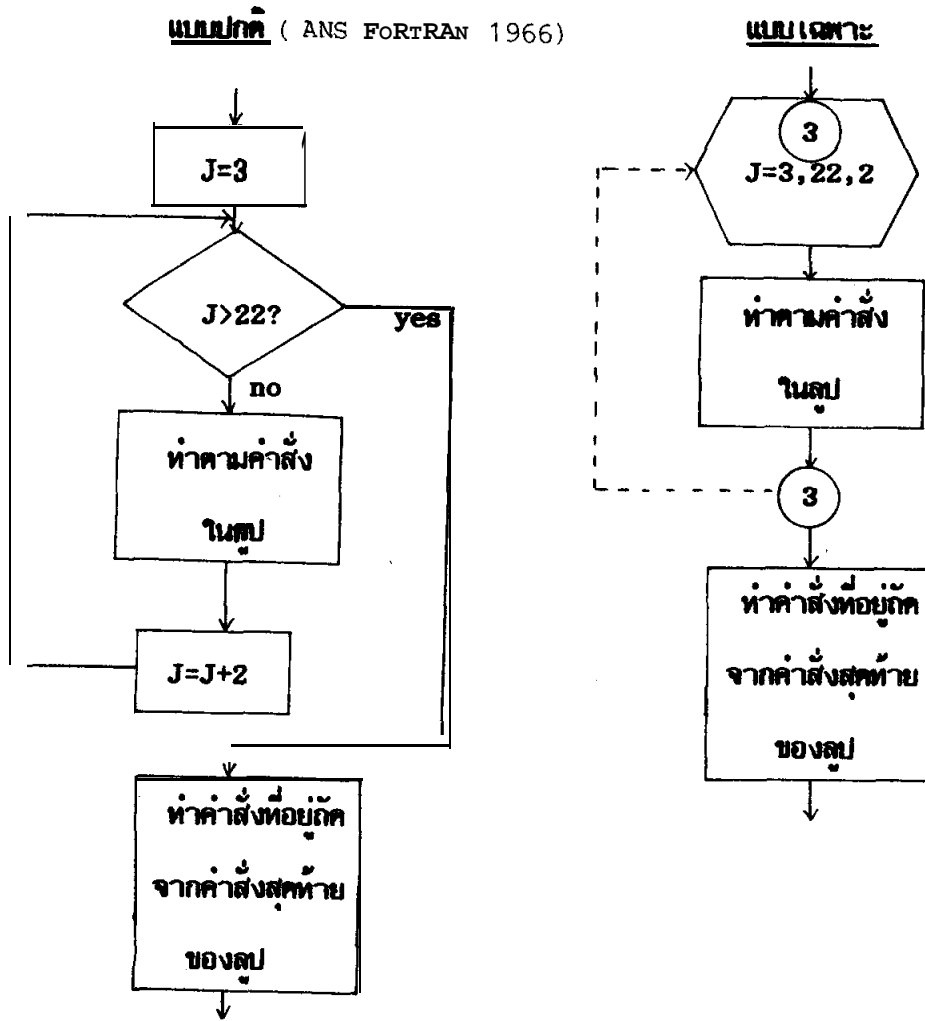 แบบปกติ ( ANS FORTRAN 1966)
J=3
J>22?
yes
no
ทำตามคำสั่ง
ในลูป
J=J+2
ทำคำสั่งที่อยู่ถัด
จากคำสั่งสุดท้าย
ของลูป
แบบเฉพาะ
3
J=3,22,2
ทำตามคำสั่ง
ในลูป
3
ทำคำสั่งที่อยู่ถัด
จากคำสั่งสุดท้าย
ของลูป